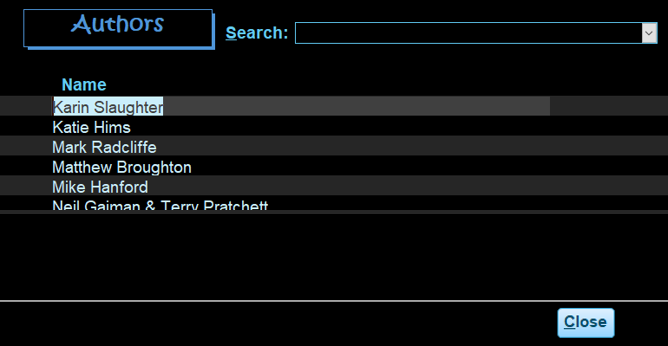 Authors
Search:
Name
Karin Slaughter
Katie Hims
Mark Radcliffe
Matthew Broughton
Mike Hanford
Neil Gaiman & Terry Pratchett
Close